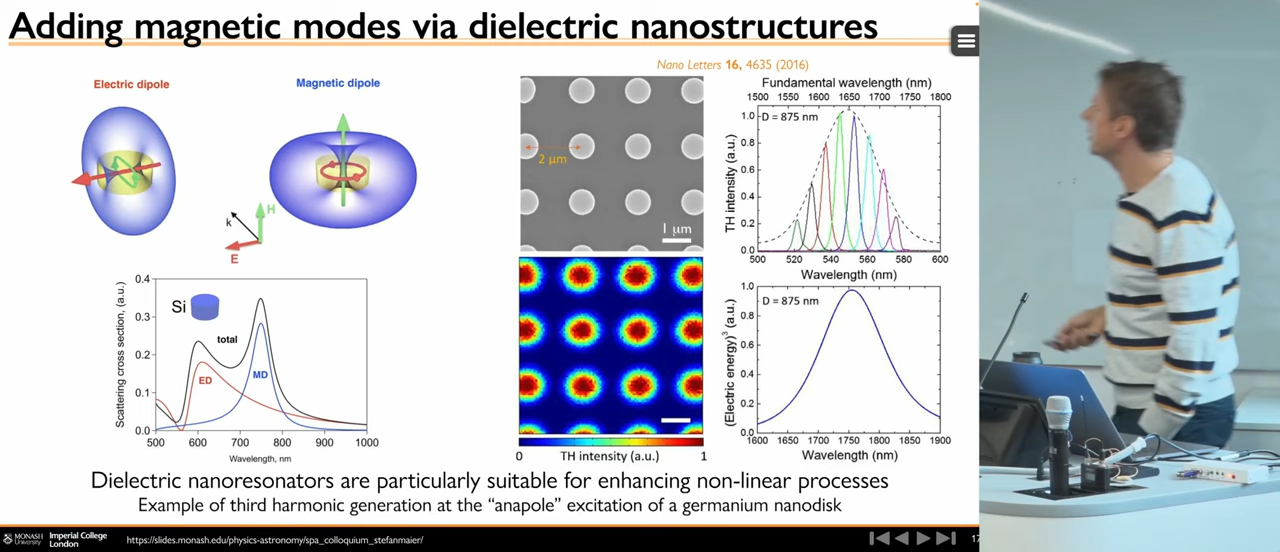 Adding magnetic modes via dielectric nanostructures
Nano Letters 16, 4635 (2016)
Electric dipole
Magnetic dipole
k
H
E
Si
total
ED
MD
Scattering cross section, (a.u.)
0.4
0.3
0.2
0.1
0.0
500 600 700 800 900 1000
Wavelength, nm
2 μm
1 μm
0 TH intensity (a.u.) 1
Fundamental wavelength (nm)
1500 1560 1600 1650 1700 1750 1800
D = 875 nm
TH intensity (a.u.)
1.0
0.8
0.6
0.4
0.2
0.0
500 520 540 560 580 600
Wavelength (nm)
D = 875 nm
(Electric energy)³ (a.u.)
1.0
0.8
0.6
0.4
0.2
0.0
1600 1650 1700 1750 1800 1850 1900
Wavelength (nm)
Dielectric nanoresonators are particularly suitable for enhancing non-linear processes
Example of third harmonic generation at the “anapole” excitation of a germanium nanodisk
MONASH University
Imperial College London
https://slides.monash.edu/physics-astronomy/spa_colloquium_stefanmaier/